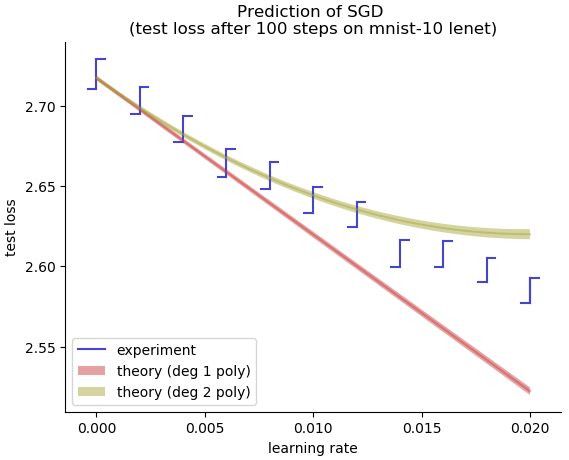 Prediction of SGD
(test loss after 100 steps on mnist-10 lenet)
test loss
2.70
2.65
2.60
2.55
experiment
theory (deg 1 poly)
theory (deg 2 poly)
0.000
0.005
0.010
0.015
0.020
learning rate